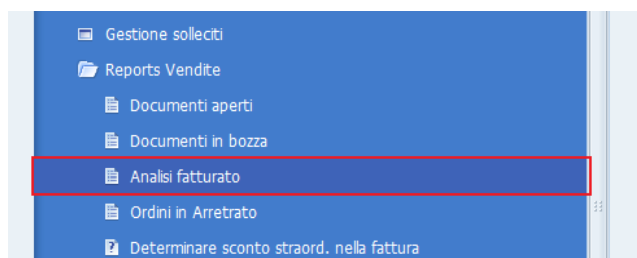 Gestione solleciti
Reports Vendite
Documenti aperti
Documenti in bozza
Analisi fatturato
Ordini in Arretrato
Determinare sconto straord. nella fattura